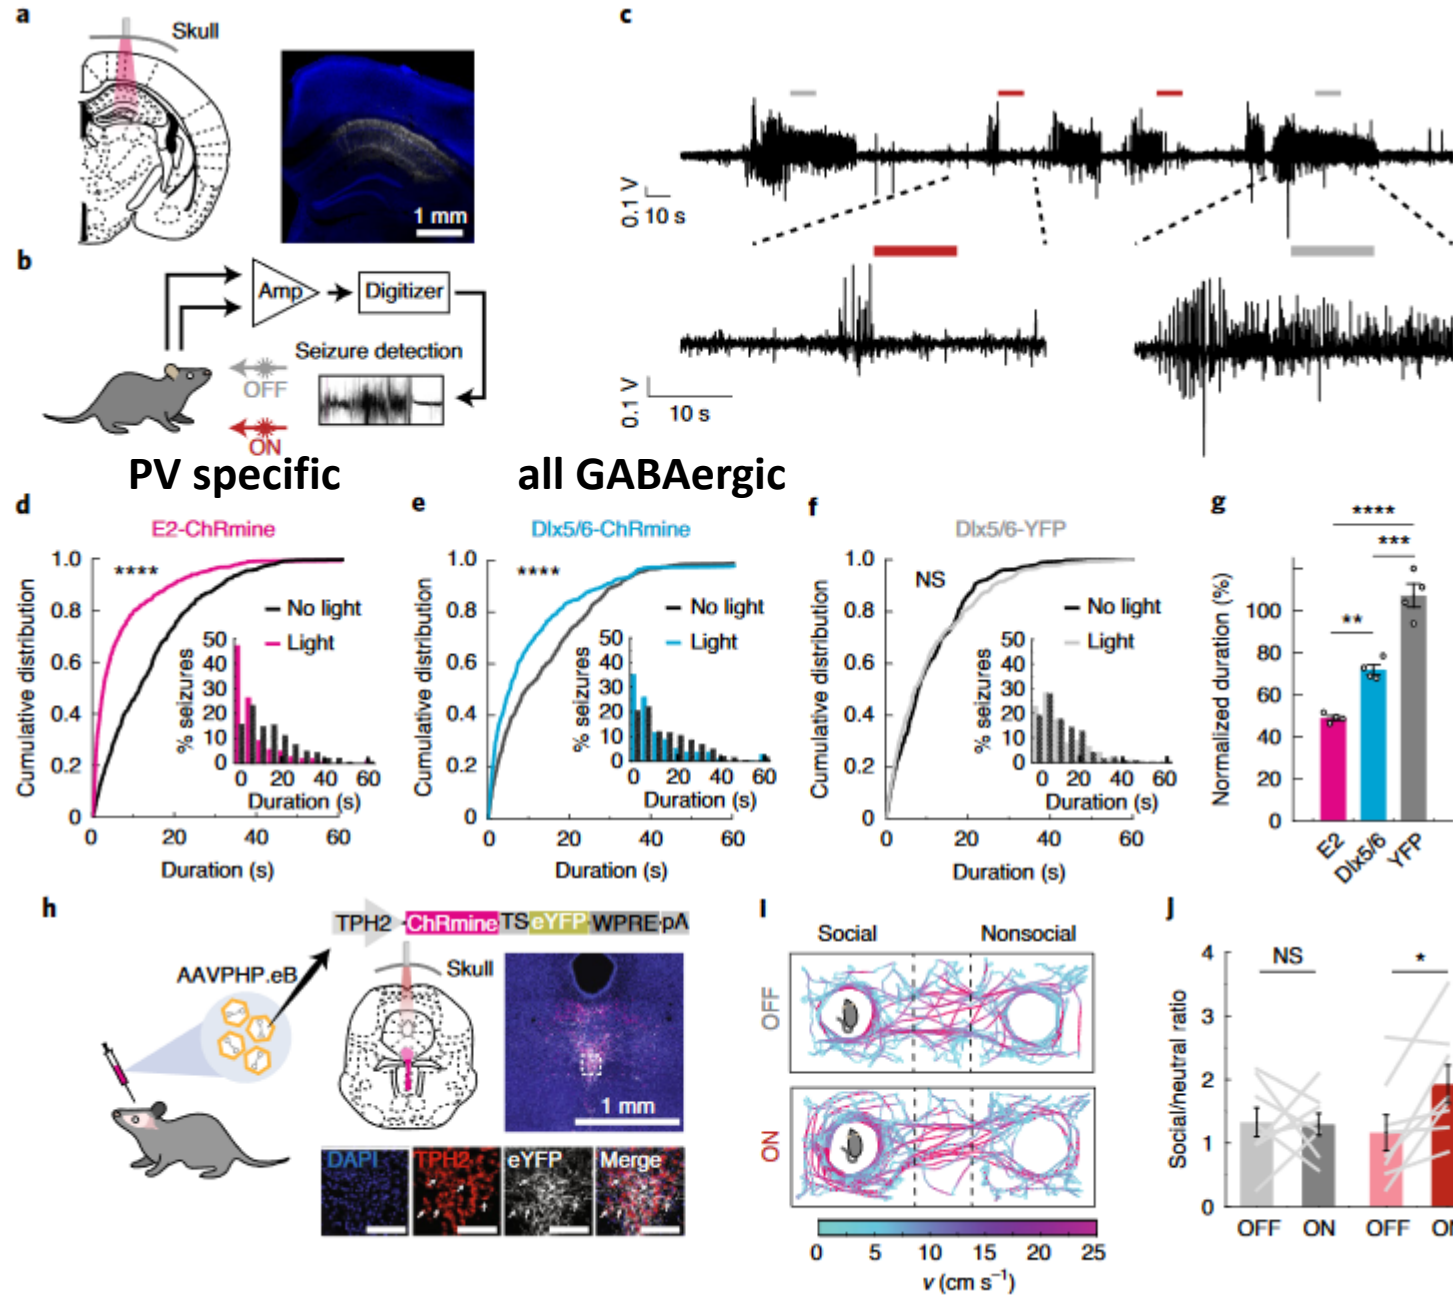 a
Skull
1 mm
b
Amp
Digitizer
Seizure detection
OFF
ON
c
0.1 V
10 s
0.1 V
10 s
PV specific
all GABAergic
d
E2-ChRmine
****
1.0
0.8
0.6
0.4
0.2
0
Cumulative distribution
No light
Light
50
40
30
20
10
0
% seizures
0 20 40 60
Duration (s)
0 20 40 60
Duration (s)
e
Dlx5/6-ChRmine
****
1.0
0.8
0.6
0.4
0.2
0
Cumulative distribution
No light
Light
50
40
30
20
10
0
% seizures
0 20 40 60
Duration (s)
0 20 40 60
Duration (s)
f
Dlx5/6-YFP
NS
1.0
0.8
0.6
0.4
0.2
0
Cumulative distribution
No light
Light
50
40
30
20
10
0
% seizures
0 20 40 60
Duration (s)
0 20 40 60
Duration (s)
g
****
***
**
100
80
60
40
20
0
Normalized duration (%)
E2
Dlx5/6
YFP
h
TPH2 ChRmine TS eYFP WPRE pA
AAVPHP.eB
Skull
1 mm
DAPI
TPH2
eYFP
Merge
I
Social Nonsocial
OFF
ON
0 5 10 15 20 25
v (cm s⁻¹)
J
NS
*
4
3
2
1
0
Social/neutral ratio
OFF ON OFF